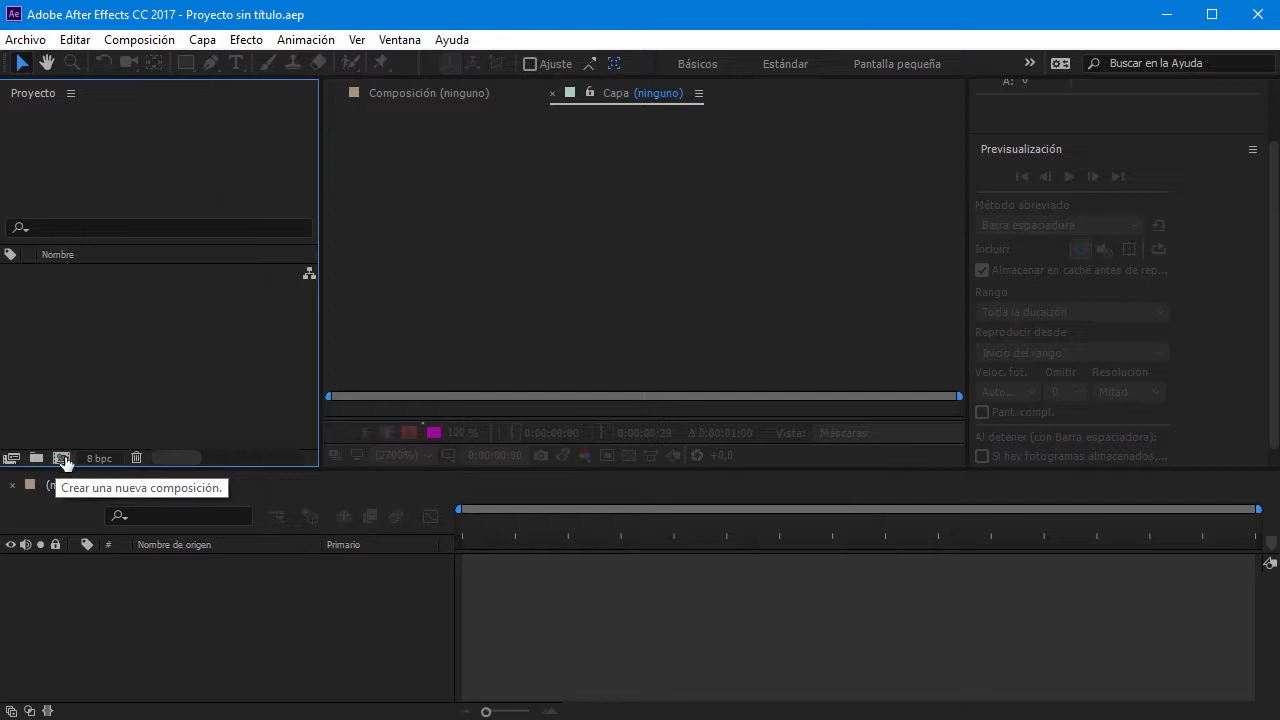 Adobe After Effects CC 2017 - Proyecto sin título.aep
Archivo Editar Composición Capa Efecto Animación Ver Ventana Ayuda
Ajuste Básicos Estándar Pantalla pequeña Buscar en la Ayuda
Proyecto
Composición (ninguno)
Capa (ninguno)
Previsualización
Método abreviado
Barra espaciadora
Incluir:
Almacenar en caché antes de rep...
Rango
Toda la duración
Reproducir desde
Inicio del rango
Veloc. fot. Omitir Resolución
Auto... 0 Mitad
Pant. compl.
Al detener (con Barra espaciadora):
Si hay fotogramas almacenados,...
Nombre
100 % 0:00:00:00 0:00:00:29 Δ 0:00:01:00 Vista: Máscaras
(2700%) 0:00:00:00 +0,0
8 bpc
Crear una nueva composición.
# Nombre de origen Primario